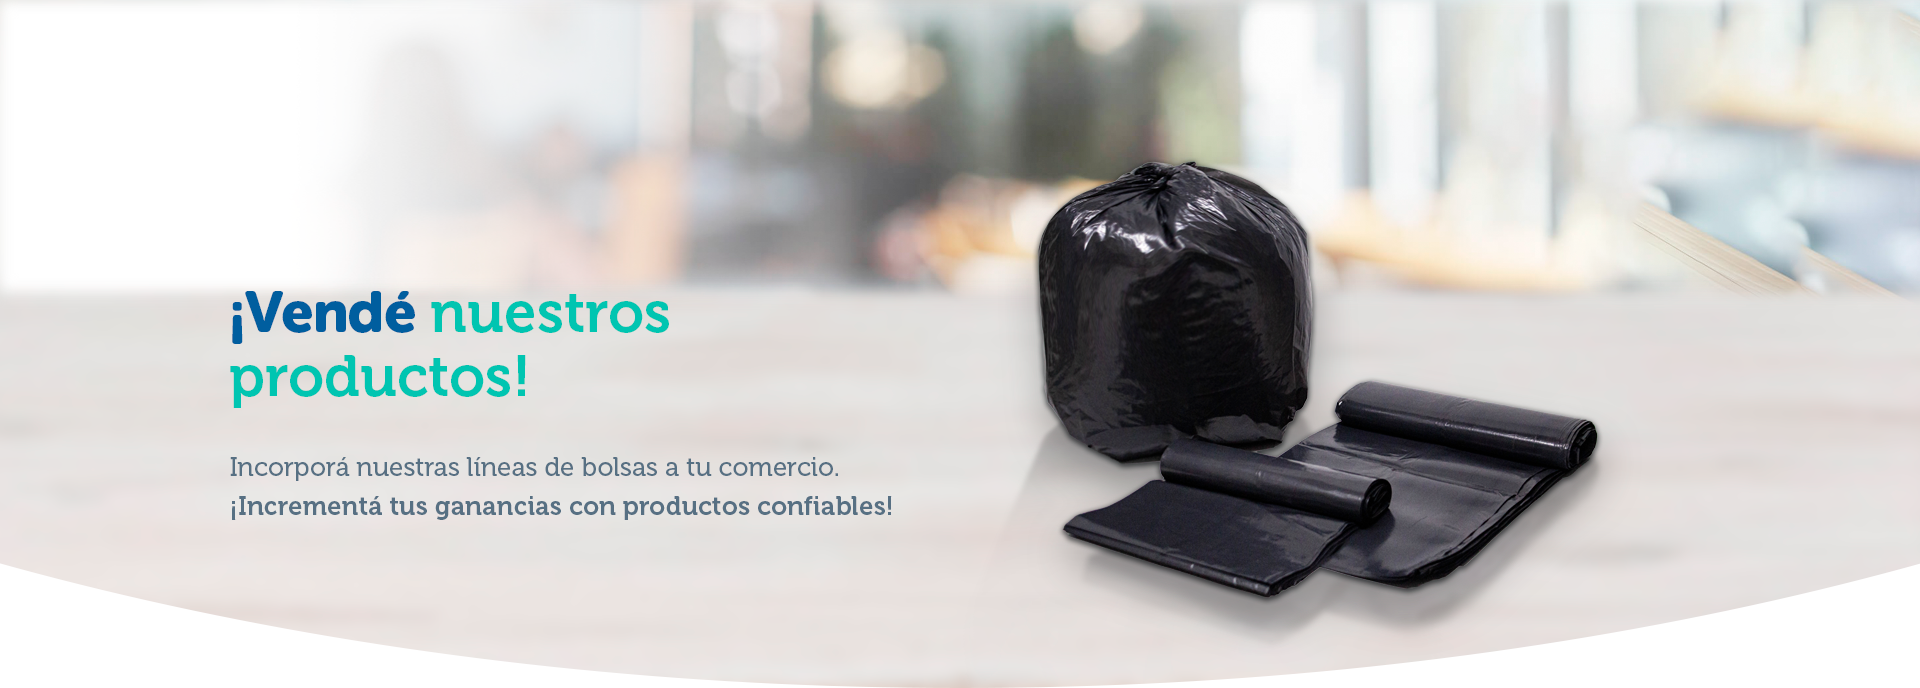 ¡Vendé nuestros
productos!
Incorporá nuestras líneas de bolsas a tu comercio.
¡Incrementá tus ganancias con productos confiables!